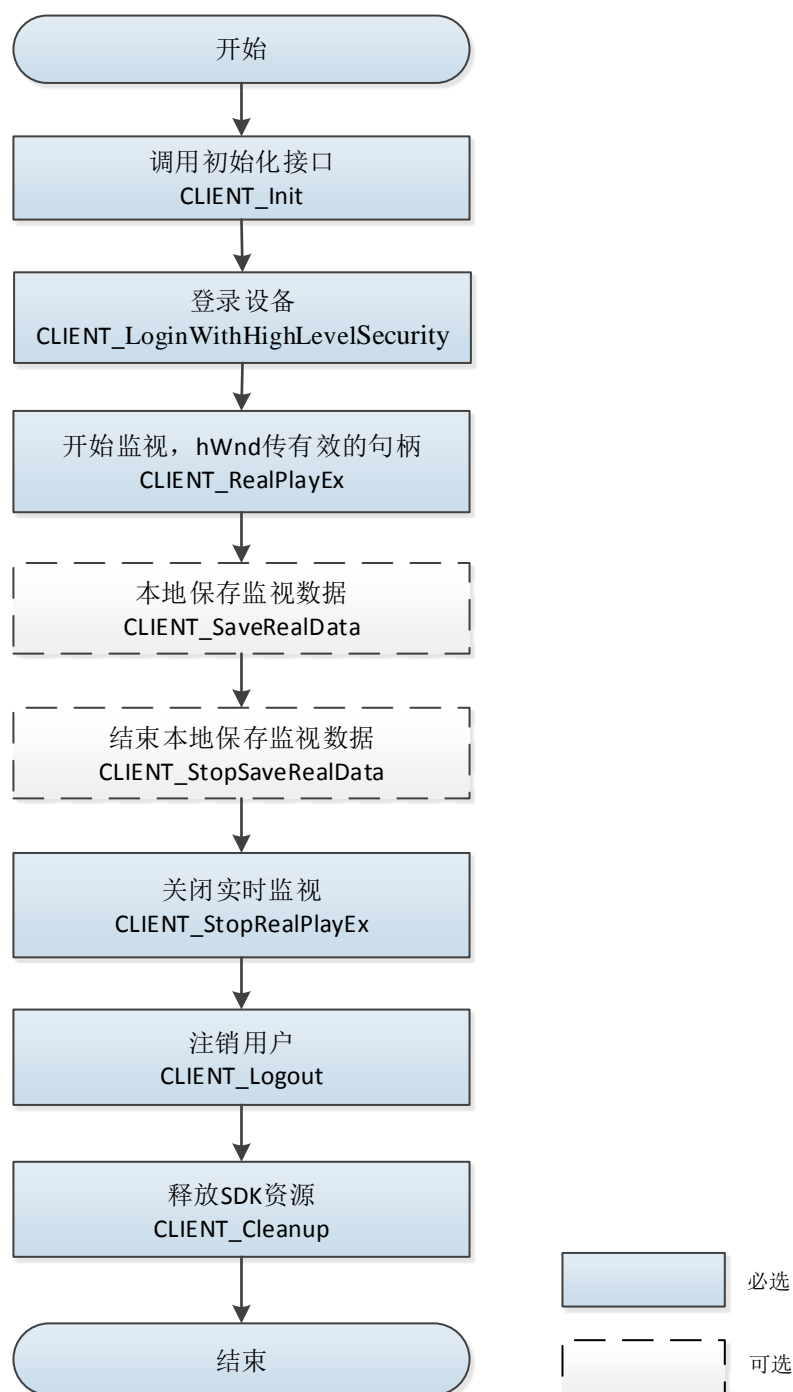 开始
调用初始化接口
CLIENT_Init
登录设备
CLIENT_LoginWithHighLevelSecurity
开始监视，hWnd传有效的句柄
CLIENT_RealPlayEx
本地保存监视数据
CLIENT_SaveRealData
结束本地保存监视数据
CLIENT_StopSaveRealData
关闭实时监视
CLIENT_StopRealPlayEx
注销用户
CLIENT_Logout
释放SDK资源
CLIENT_Cleanup
结束
必选
可选